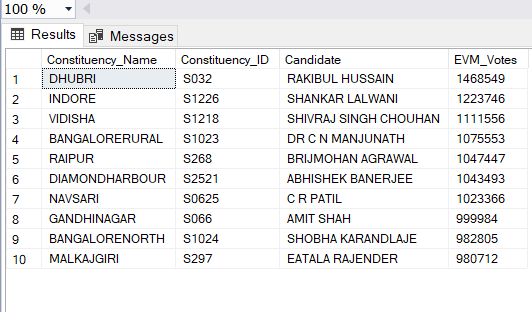 100 %
Results Messages
Constituency_Name Constituency_ID Candidate EVM_Votes
1 DHUBRI S032 RAKIBUL HUSSAIN 1468549
2 INDORE S1226 SHANKAR LALWANI 1223746
3 VIDISHA S1218 SHIVRAJ SINGH CHOUHAN 1111556
4 BANGALORERURAL S1023 DR C N MANJUNATH 1075553
5 RAIPUR S268 BRIJMOHAN AGRAWAL 1047447
6 DIAMONDHARBOUR S2521 ABHISHEK BANERJEE 1043493
7 NAVSARI S0625 C R PATIL 1023366
8 GANDHINAGAR S066 AMIT SHAH 999984
9 BANGALORENORTH S1024 SHOBHA KARANDLAJE 982805
10 MALKAJGIRI S297 EATALA RAJENDER 980712